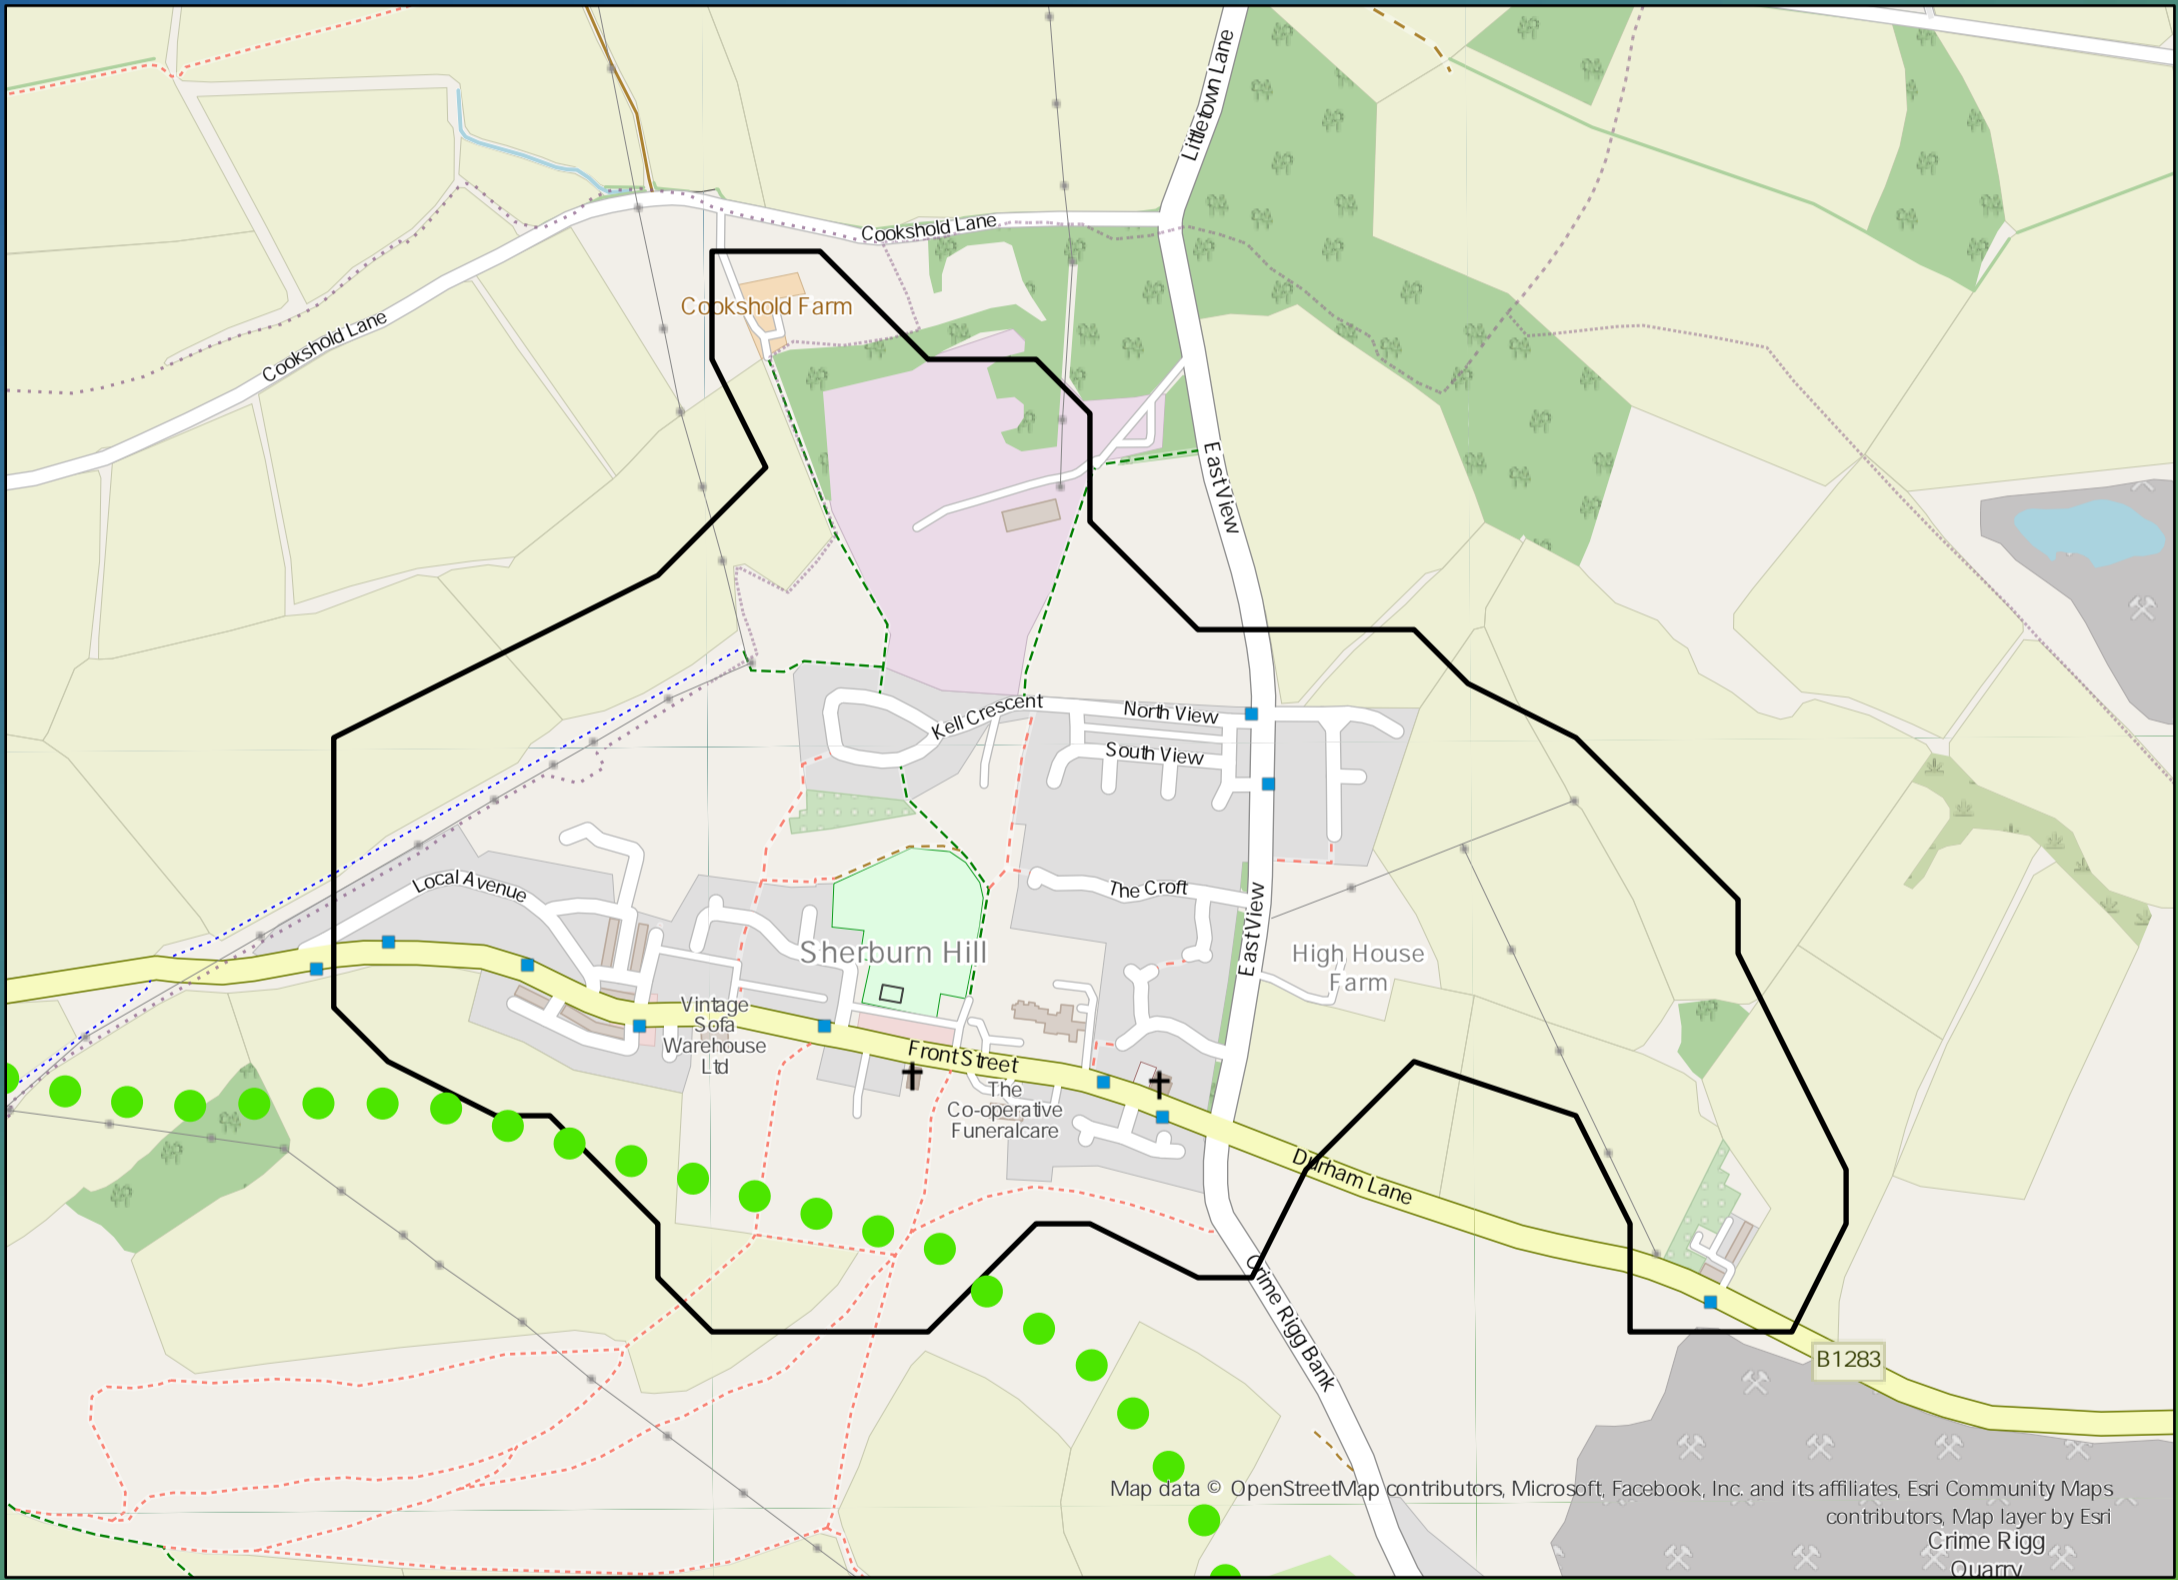 Littletown Lane
Cookshold Lane
Cookshold Farm
Cookshold Lane
East View
Kell Crescent
North View
South View
Local Avenue
The Croft
East View
Sherburn Hill
High House
Farm
Vintage
Sofa
Warehouse
Ltd
Front Street
The
Co-operative
Funeralcare
Durham Lane
Crime Rigg Bank
B1283
Map data © OpenStreetMap contributors, Microsoft, Facebook, Inc. and its affiliates, Esri Community Maps
contributors, Map layer by Esri
Crime Rigg
Quarry